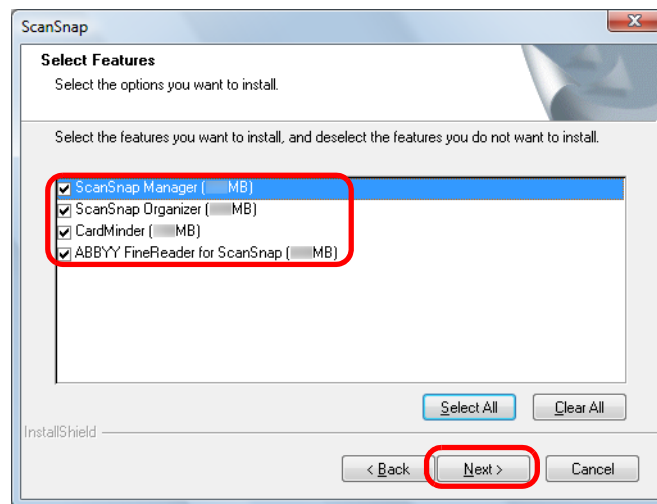 ScanSnap
Select Features
Select the options you want to install.
Select the features you want to install, and deselect the features you do not want to install.
ScanSnap Manager ( MB)
ScanSnap Organizer ( MB)
CardMinder ( MB)
ABBYY FineReader for ScanSnap ( MB)
Select All Clear All
InstallShield
< Back Next > Cancel